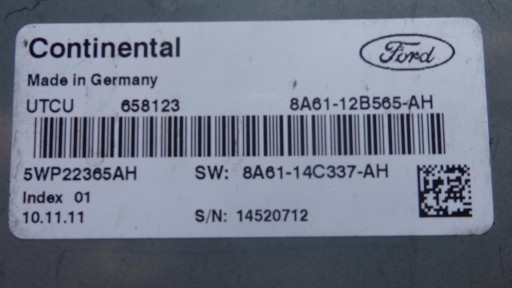 Continental Ford
Made in Germany
UTCU 658123 8A61-12B565-AH
5WP22365AH SW: 8A61-14C337-AH
Index 01
10.11.11 S/N: 14520712